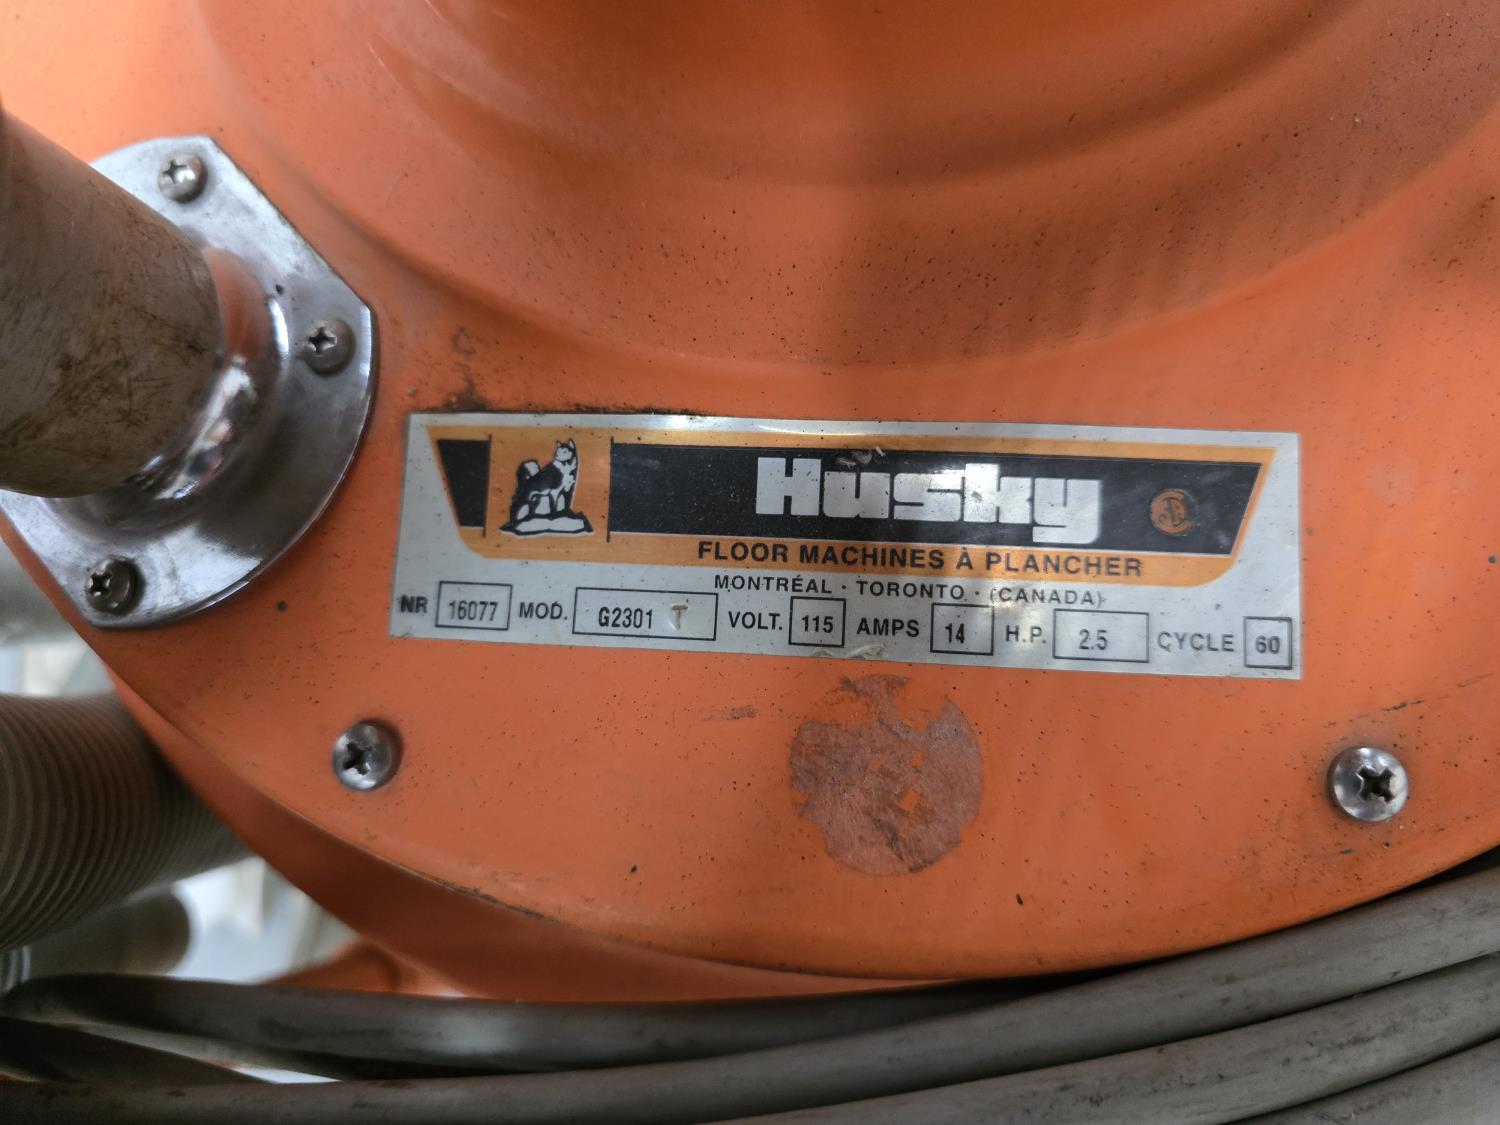 Husky
FLOOR MACHINES À PLANCHER
MONTRÉAL · TORONTO · (CANADA)
NR 16077 MOD. G2301 T VOLT. 115 AMPS 14 H.P. 2.5 CYCLE 60